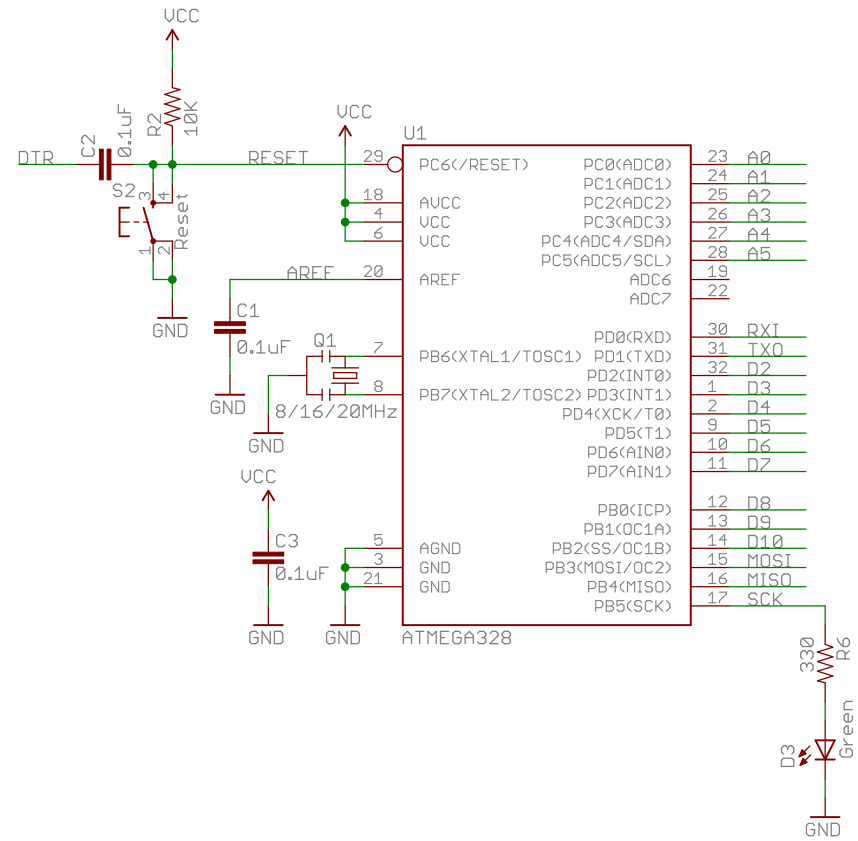 VCC
R2
10K
C2
0.1uF
DTR
RESET
S2
3
4
1
2
Reset
GND
VCC
U1
29 PC6(/RESET)
18 AVCC
4 VCC
6 VCC
AREF 20 AREF
C1
0.1uF
GND
Q1
7 PB6(XTAL1/TOSC1)
8 PB7(XTAL2/TOSC2)
8/16/20MHz
GND
VCC
C3
0.1uF
GND
5 AGND
3 GND
21 GND
GND
ATMEGA328
PC0(ADC0) 23 A0
PC1(ADC1) 24 A1
PC2(ADC2) 25 A2
PC3(ADC3) 26 A3
PC4(ADC4/SDA) 27 A4
PC5(ADC5/SCL) 28 A5
ADC6 19
ADC7 22
PD0(RXD) 30 RXI
PD1(TXD) 31 TXO
PD2(INT0) 32 D2
PD3(INT1) 1 D3
PD4(XCK/T0) 2 D4
PD5(T1) 9 D5
PD6(AIN0) 10 D6
PD7(AIN1) 11 D7
PB0(ICP) 12 D8
PB1(OC1A) 13 D9
PB2(SS/OC1B) 14 D10
PB3(MOSI/OC2) 15 MOSI
PB4(MISO) 16 MISO
PB5(SCK) 17 SCK
330
R6
D3
Green
GND